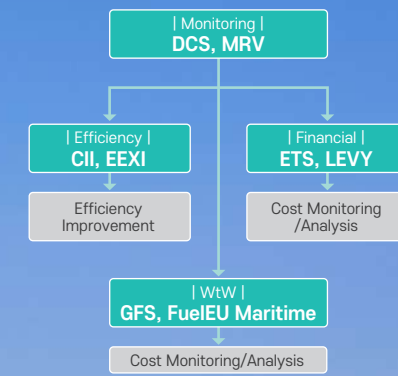 | Monitoring |
DCS, MRV
| Efficiency |
CII, EEXI
Efficiency
Improvement
| Financial |
ETS, LEVY
Cost Monitoring
/Analysis
| WtW |
GFS, FuelEU Maritime
Cost Monitoring/Analysis